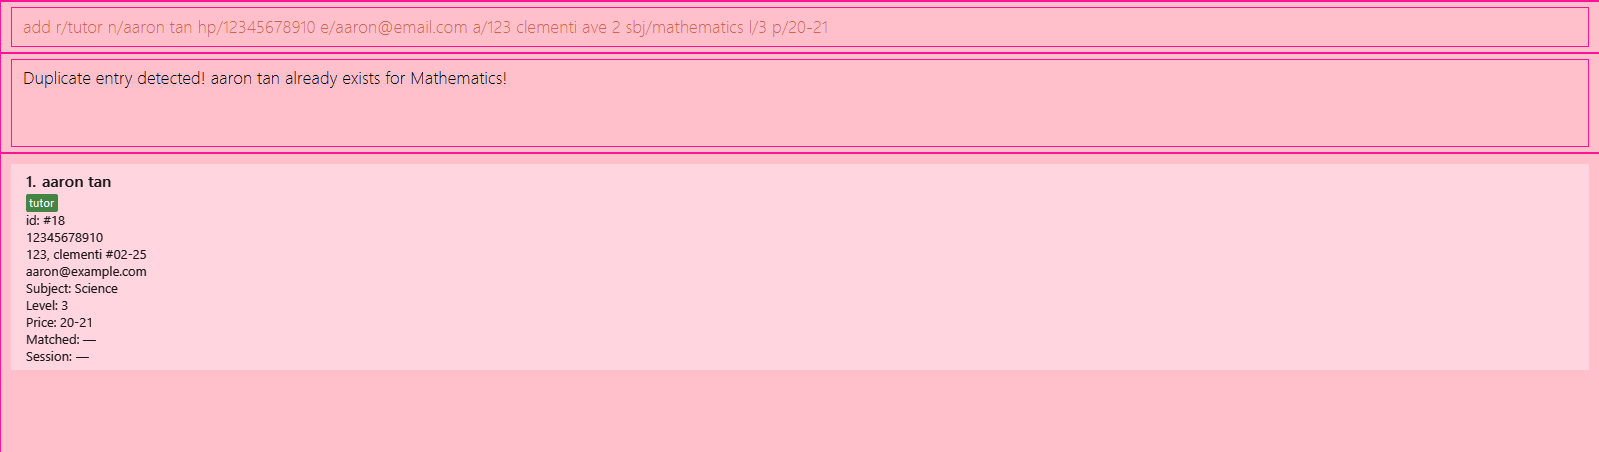 add r/tutor n/aaron tan hp/12345678910 e/aaron@email.com a/123 clementi ave 2 sbj/mathematics l/3 p/20-21
Duplicate entry detected! aaron tan already exists for Mathematics!
1. aaron tan
tutor
id: #18
12345678910
123, clementi #02-25
aaron@example.com
Subject: Science
Level: 3
Price: 20-21
Matched: —
Session: —